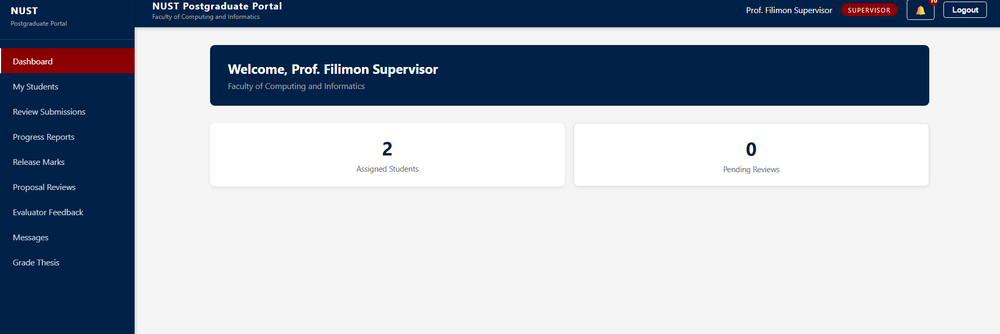 NUST
Postgraduate Portal
NUST Postgraduate Portal
Faculty of Computing and Informatics
Prof. Filimon Supervisor
SUPERVISOR
10
Logout
Dashboard
My Students
Review Submissions
Progress Reports
Release Marks
Proposal Reviews
Evaluator Feedback
Messages
Grade Thesis
Welcome, Prof. Filimon Supervisor
Faculty of Computing and Informatics
2
Assigned Students
0
Pending Reviews